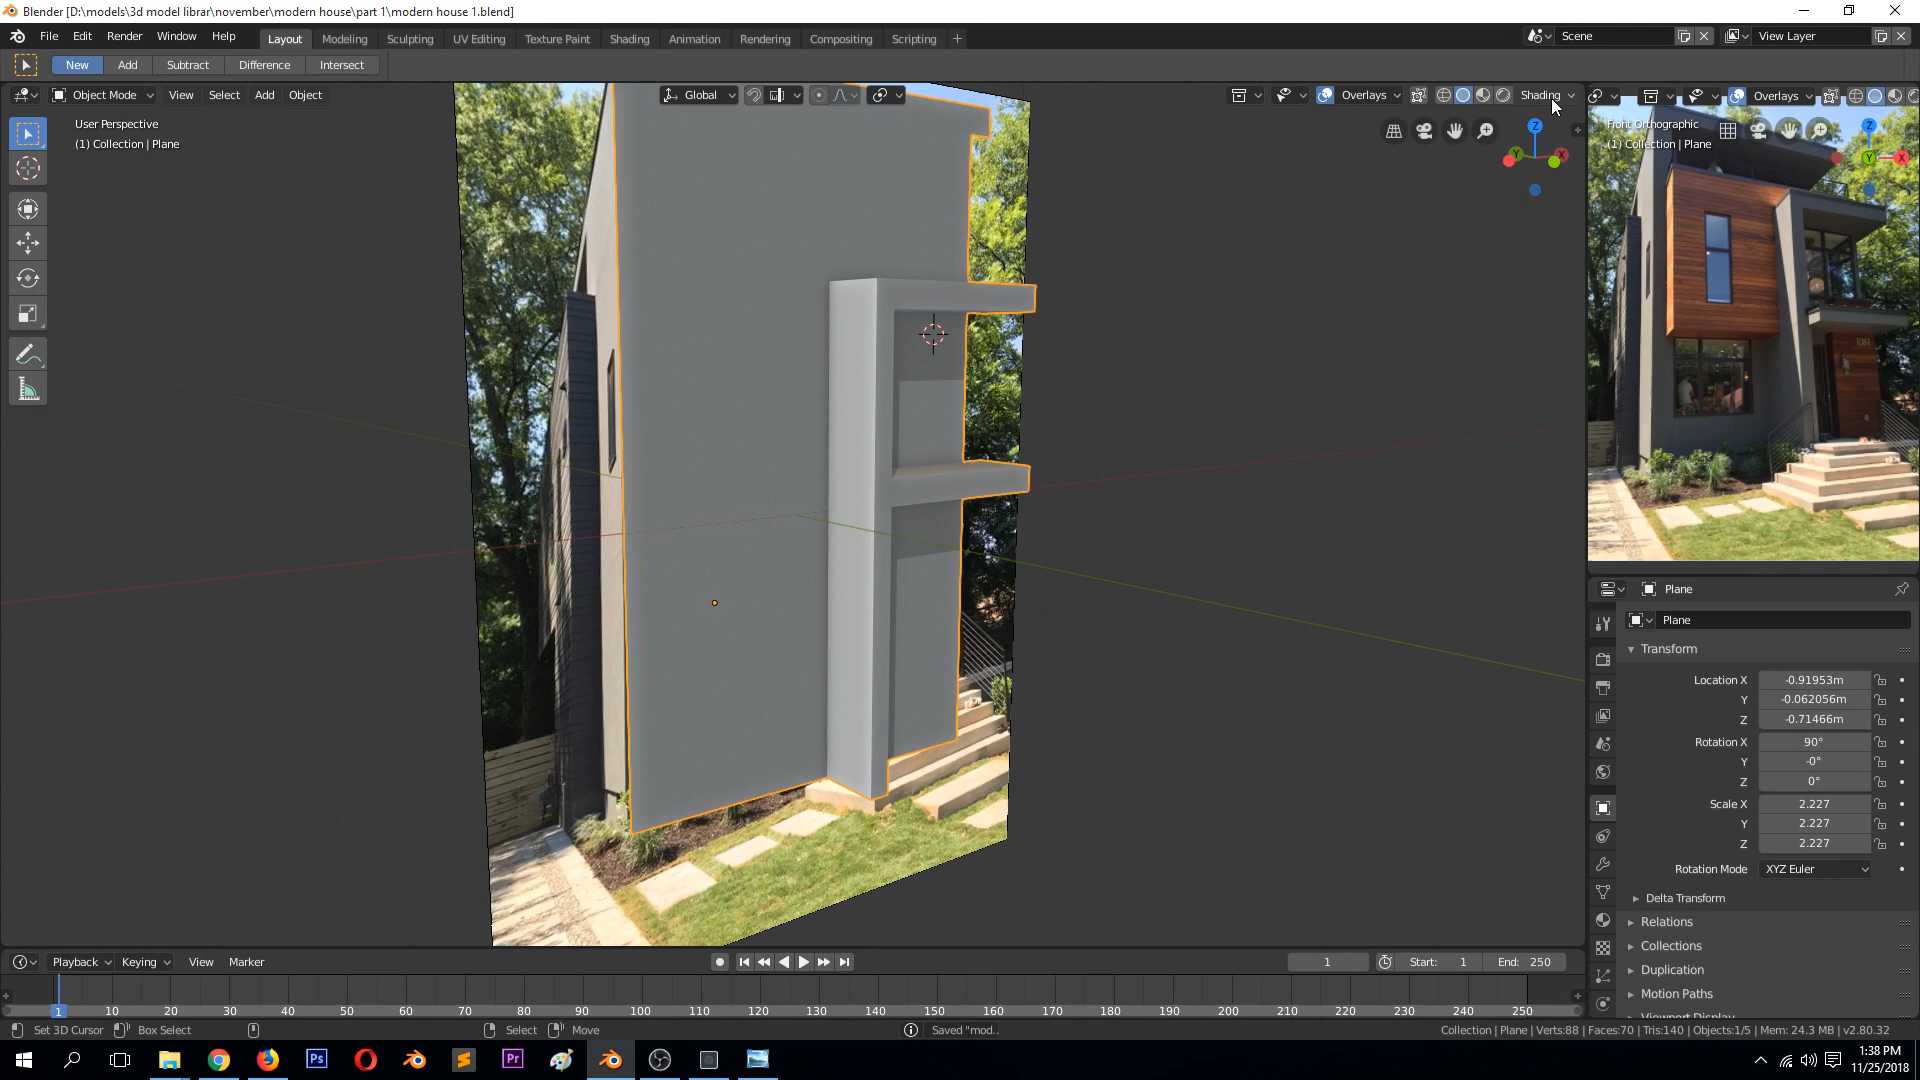 Blender [D:\models\3d model librar\november\modern house\part 1\modern house 1.blend]
File Edit Render Window Help Layout Modeling Sculpting UV Editing Texture Paint Shading Animation Rendering Compositing Scripting + Scene View Layer
New Add Subtract Difference Intersect
Object Mode View Select Add Object Global Overlays Shading Overlays
User Perspective
(1) Collection | Plane
Front Orthographic
(1) Collection | Plane
Z
Y
X
Z
Y
X
1081
Plane
Plane
Transform
Location X -0.91953m
Y -0.062056m
Z -0.71466m
Rotation X 90°
Y -0°
Z 0°
Scale X 2.227
Y 2.227
Z 2.227
Rotation Mode XYZ Euler
Delta Transform
Relations
Collections
Duplication
Motion Paths
Viewport Display
Playback Keying View Marker 1 Start: 1 End: 250
1 10 20 30 40 50 60 70 80 90 100 110 120 130 140 150 160 170 180 190 200 210 220 230 240 250
Set 3D Cursor Box Select Select Move Saved "mod.. Collection | Plane | Verts:88 | Faces:70 | Tris:140 | Objects:1/5 | Mem: 24.3 MB | v2.80.32
Ps Pr
1:38 PM
11/25/2018